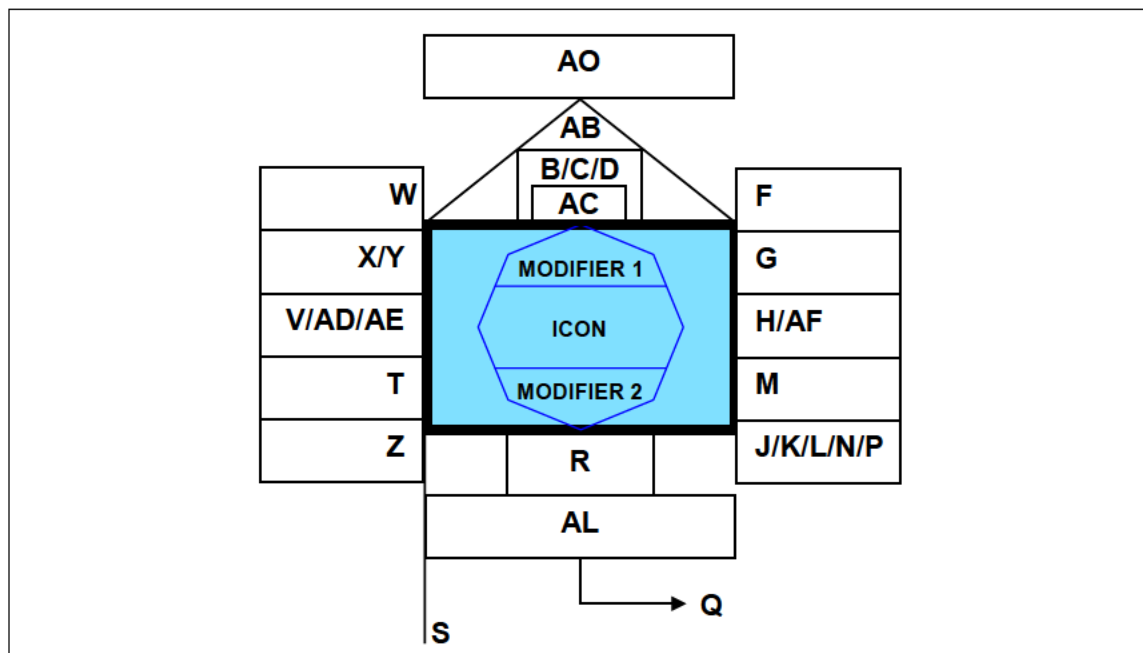 AO
AB
B/C/D
AC
W
F
X/Y
G
MODIFIER 1
V/AD/AE
ICON
H/AF
T
M
MODIFIER 2
Z
R
J/K/L/N/P
AL
Q
S